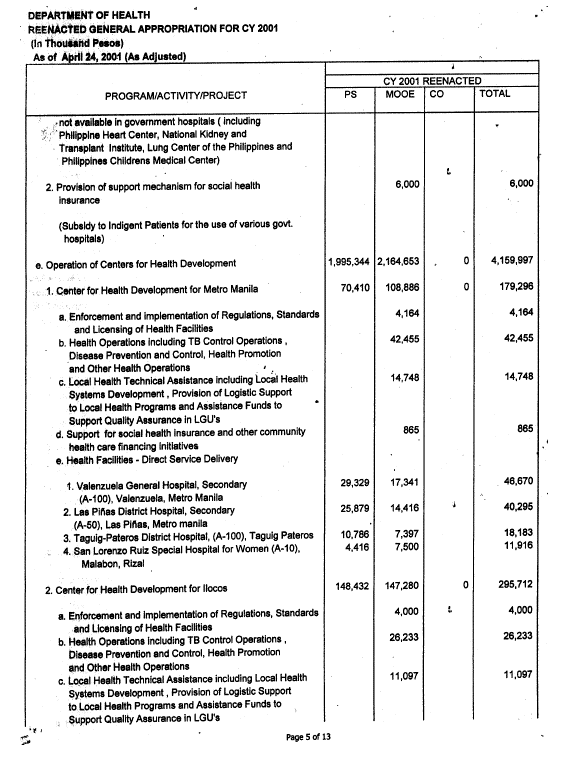 DEPARTMENT OF HEALTH
REENACTED GENERAL APPROPRIATION FOR CY 2001
(In Thousand Pesos)
As of April 24, 2001 (As Adjusted)
CY 2001 REENACTED
PROGRAM/ACTIVITY/PROJECT PS MOOE CO TOTAL
not available in government hospitals ( including
Philippine Heart Center, National Kidney and
Transplant Institute, Lung Center of the Philippines and
Philippines Childrens Medical Center)
2. Provision of support mechanism for social health 6,000 6,000
insurance
(Subsidy to Indigent Patients for the use of various govt.
hospitals)
e. Operation of Centers for Health Development 1,995,344 2,164,653 0 4,159,997
1. Center for Health Development for Metro Manila 70,410 108,886 0 179,296
a. Enforcement and implementation of Regulations, Standards 4,164 4,164
and Licensing of Health Facilities
b. Health Operations including TB Control Operations , 42,455 42,455
Disease Prevention and Control, Health Promotion
and Other Health Operations
c. Local Health Technical Assistance including Local Health 14,748 14,748
Systems Development , Provision of Logistic Support
to Local Health Programs and Assistance Funds to
Support Quality Assurance in LGU's
d. Support for social health insurance and other community 865 865
health care financing initiatives
e. Health Facilities - Direct Service Delivery
1. Valenzuela General Hospital, Secondary 29,329 17,341 46,670
(A-100), Valenzuela, Metro Manila
2. Las Piñas District Hospital, Secondary 25,879 14,416 40,295
(A-50), Las Piñas, Metro manila
3. Taguig-Pateros District Hospital, (A-100), Taguig Pateros 10,786 7,397 18,183
4. San Lorenzo Ruiz Special Hospital for Women (A-10), 4,416 7,500 11,916
Malabon, Rizal
2. Center for Health Development for Ilocos 148,432 147,280 0 295,712
a. Enforcement and implementation of Regulations, Standards 4,000 4,000
and Licensing of Health Facilities
b. Health Operations including TB Control Operations , 26,233 26,233
Disease Prevention and Control, Health Promotion
and Other Health Operations
c. Local Health Technical Assistance including Local Health 11,097 11,097
Systems Development , Provision of Logistic Support
to Local Health Programs and Assistance Funds to
Support Quality Assurance in LGU's
Page 5 of 13